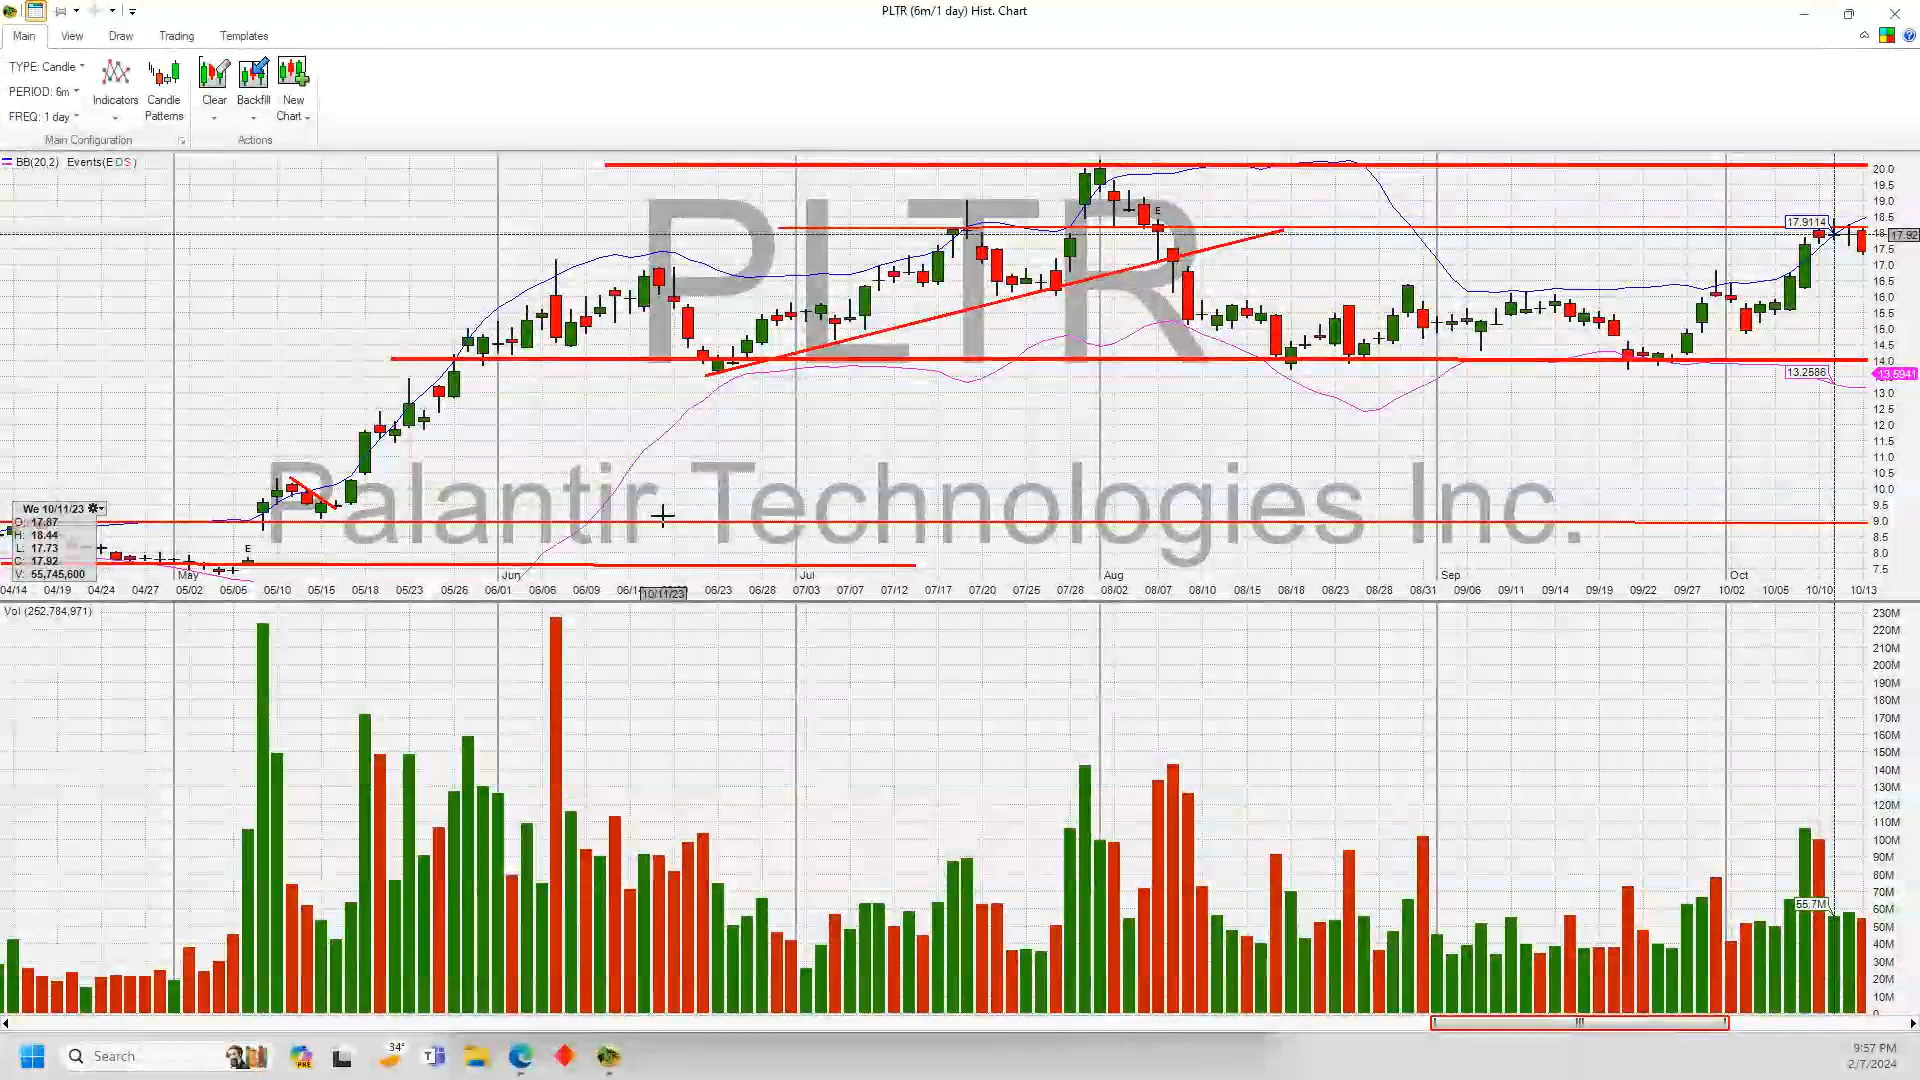 PLTR (6m/1 day) Hist. Chart
Main View Draw Trading Templates
TYPE: Candle
PERIOD: 6m
FREQ: 1 day
Indicators
Candle Patterns
Clear
Backfill
New Chart
Main Configuration
Actions
BB(20,2) Events(EDS)
PLTR
Palantir Technologies Inc.
E
E
17.9114
17.92
13.2586
13.5941
20.0
19.5
19.0
18.5
17.5
17.0
16.5
16.0
15.5
15.0
14.5
14.0
13.0
12.5
12.0
11.5
11.0
10.5
10.0
9.5
9.0
8.5
8.0
7.5
We 10/11/23
O: 17.87
H: 18.44
L: 17.73
C: 17.92
V: 55,745,600
May Jun Jul Aug Sep Oct
04/14 04/19 04/24 04/27 05/02 05/05 05/10 05/15 05/18 05/23 05/26 06/01 06/06 06/09 06/14 10/11/23 06/23 06/28 07/03 07/07 07/12 07/17 07/20 07/25 07/28 08/02 08/07 08/10 08/15 08/18 08/23 08/28 08/31 09/06 09/11 09/14 09/19 09/22 09/27 10/02 10/05 10/10 10/13
Vol (252,784,971)
230M
220M
210M
200M
190M
180M
170M
160M
150M
140M
130M
120M
110M
100M
90M
80M
70M
60M
50M
40M
30M
20M
10M
55.7M
Search
PRE
34°
9:57 PM
2/7/2024